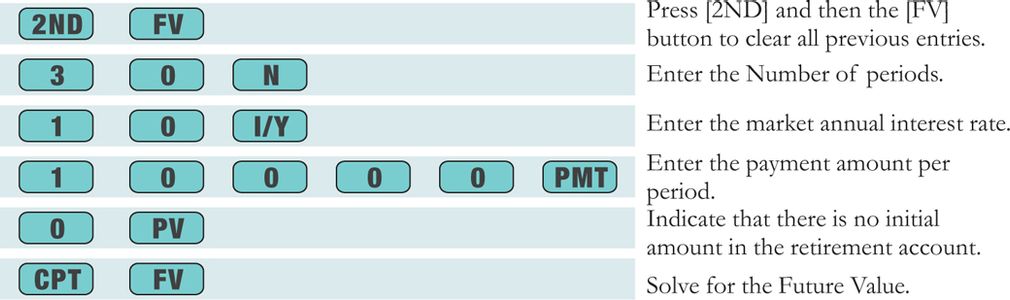 2ND FV
Press [2ND] and then the [FV]
button to clear all previous entries.
3 0 N
Enter the Number of periods.
1 0 I/Y
Enter the market annual interest rate.
1 0 0 0 0 PMT
Enter the payment amount per
period.
0 PV
Indicate that there is no initial
amount in the retirement account.
CPT FV
Solve for the Future Value.